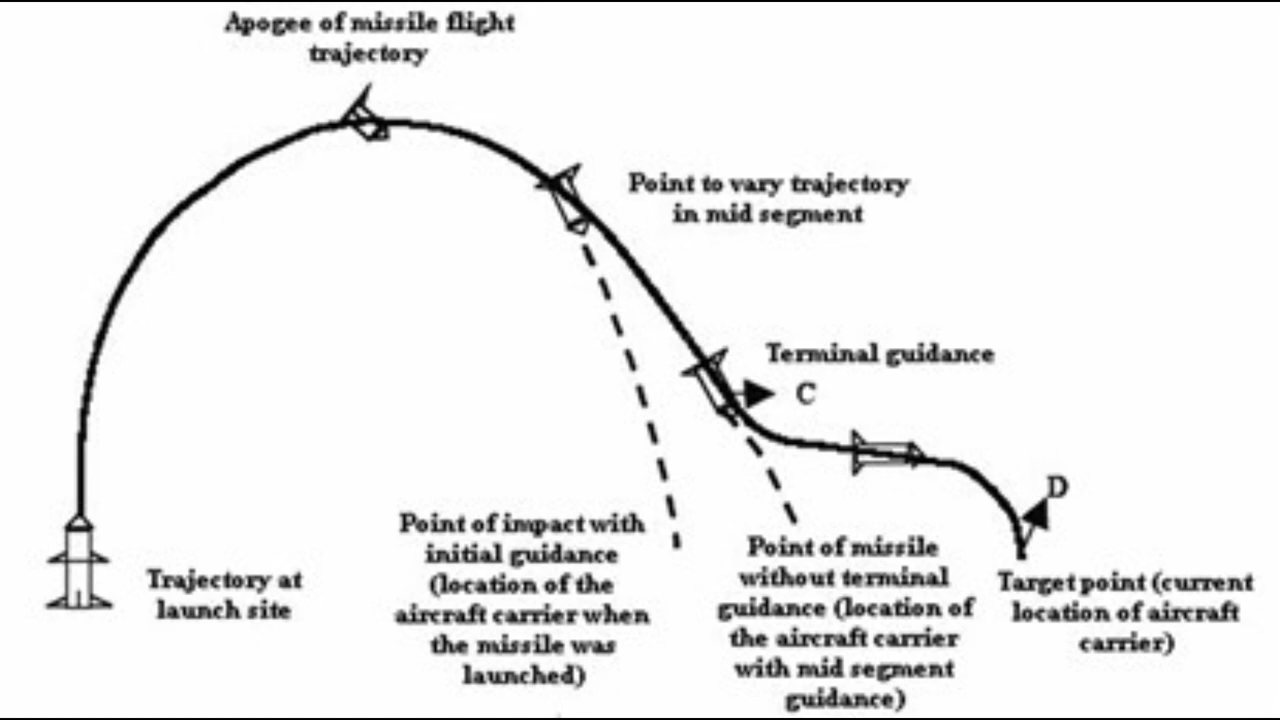 Apogee of missile flight
trajectory
Point to vary trajectory
in mid segment
Terminal guidance
C
D
Trajectory at
launch site
Point of impact with
initial guidance
(location of the
aircraft carrier when
the missile was
launched)
Point of missile
without terminal
guidance (location of
the aircraft carrier
with mid segment
guidance)
Target point (current
location of aircraft
carrier)